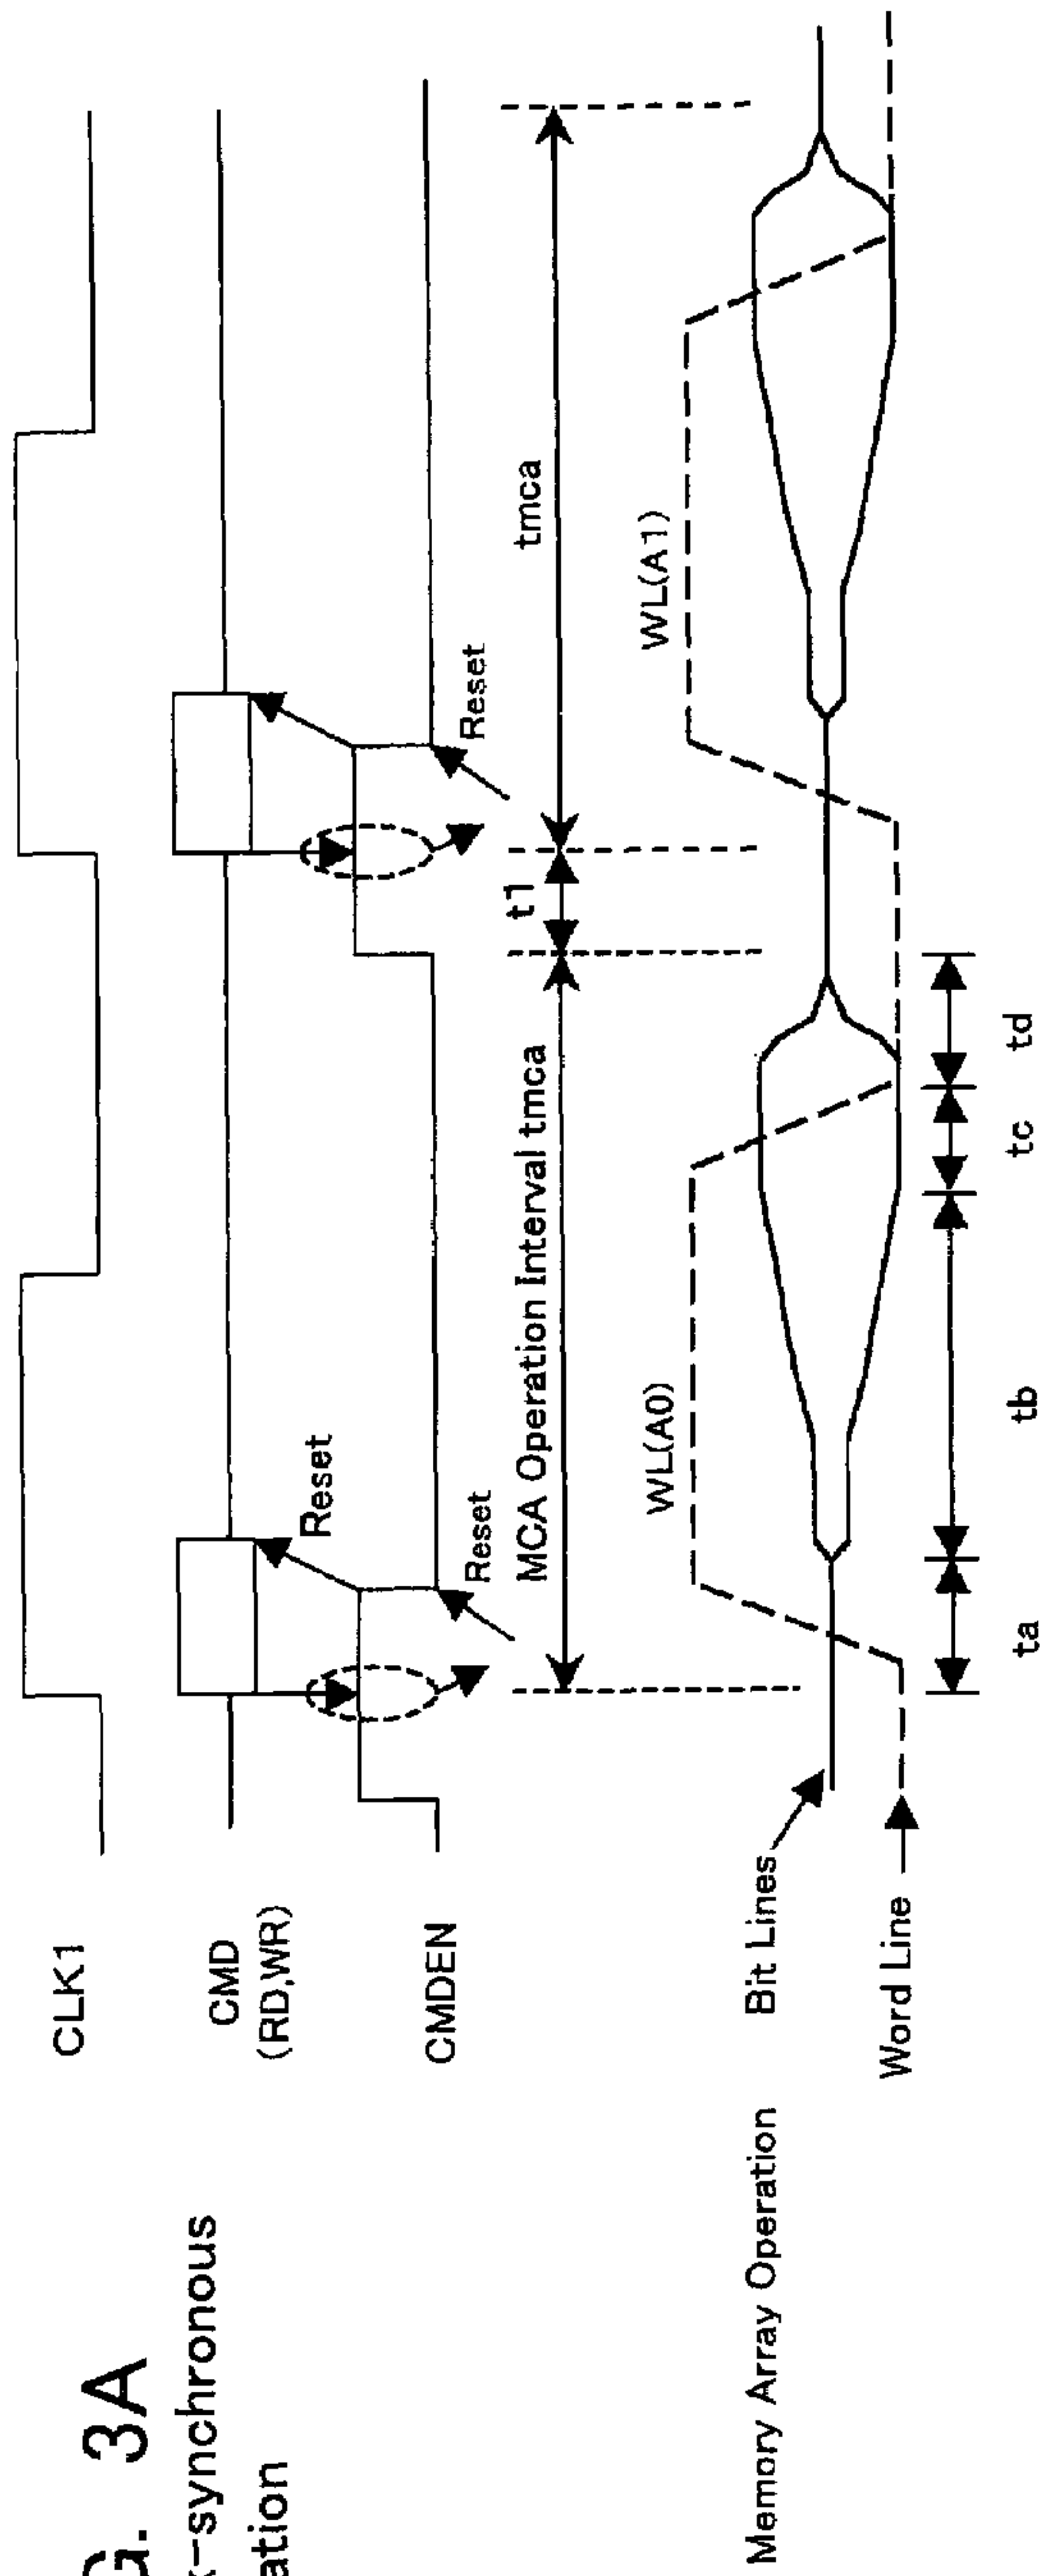 G. 3A
-synchronous
ation
CLK1
CMD
(RD,WR)
CMDEN
Reset
Reset
Reset
MCA Operation Interval tmca
t1
tmca
Memory Array Operation
Bit Lines
Word Line
WL(A0)
WL(A1)
ta
tb
tc
td